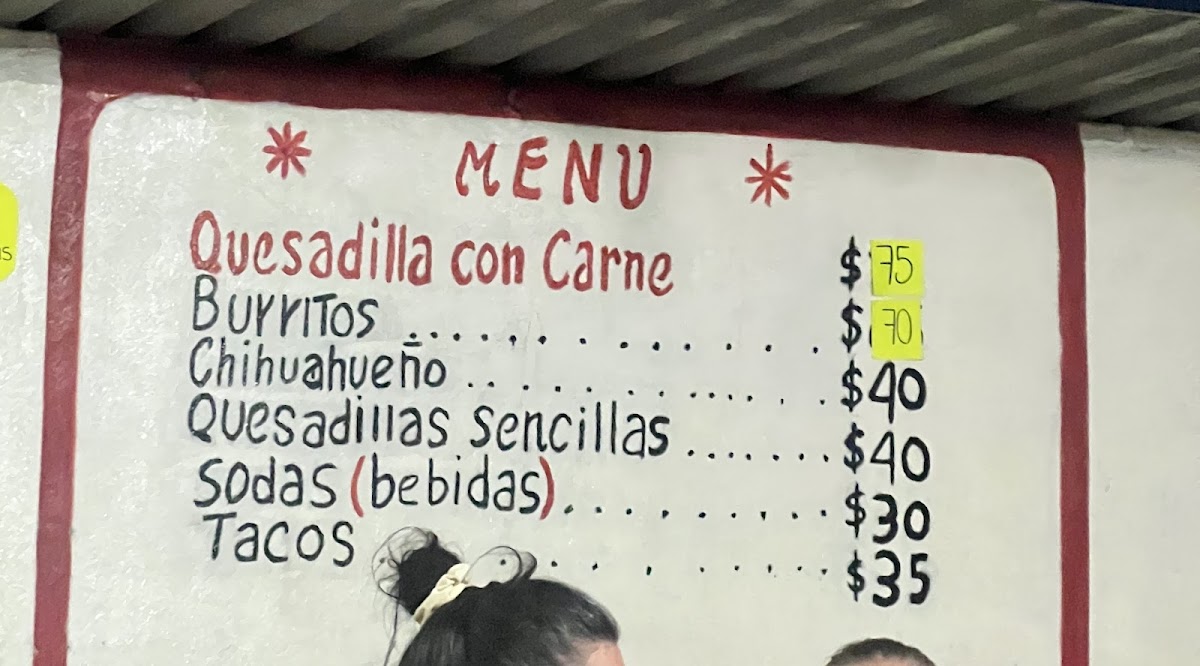 * MENU *
Quesadilla con Carne $75
Burritos .................... $70
Chihuahueño .................... $40
Quesadillas sencillas ....... $40
Sodas (bebidas) .......... $30
Tacos .......... $35